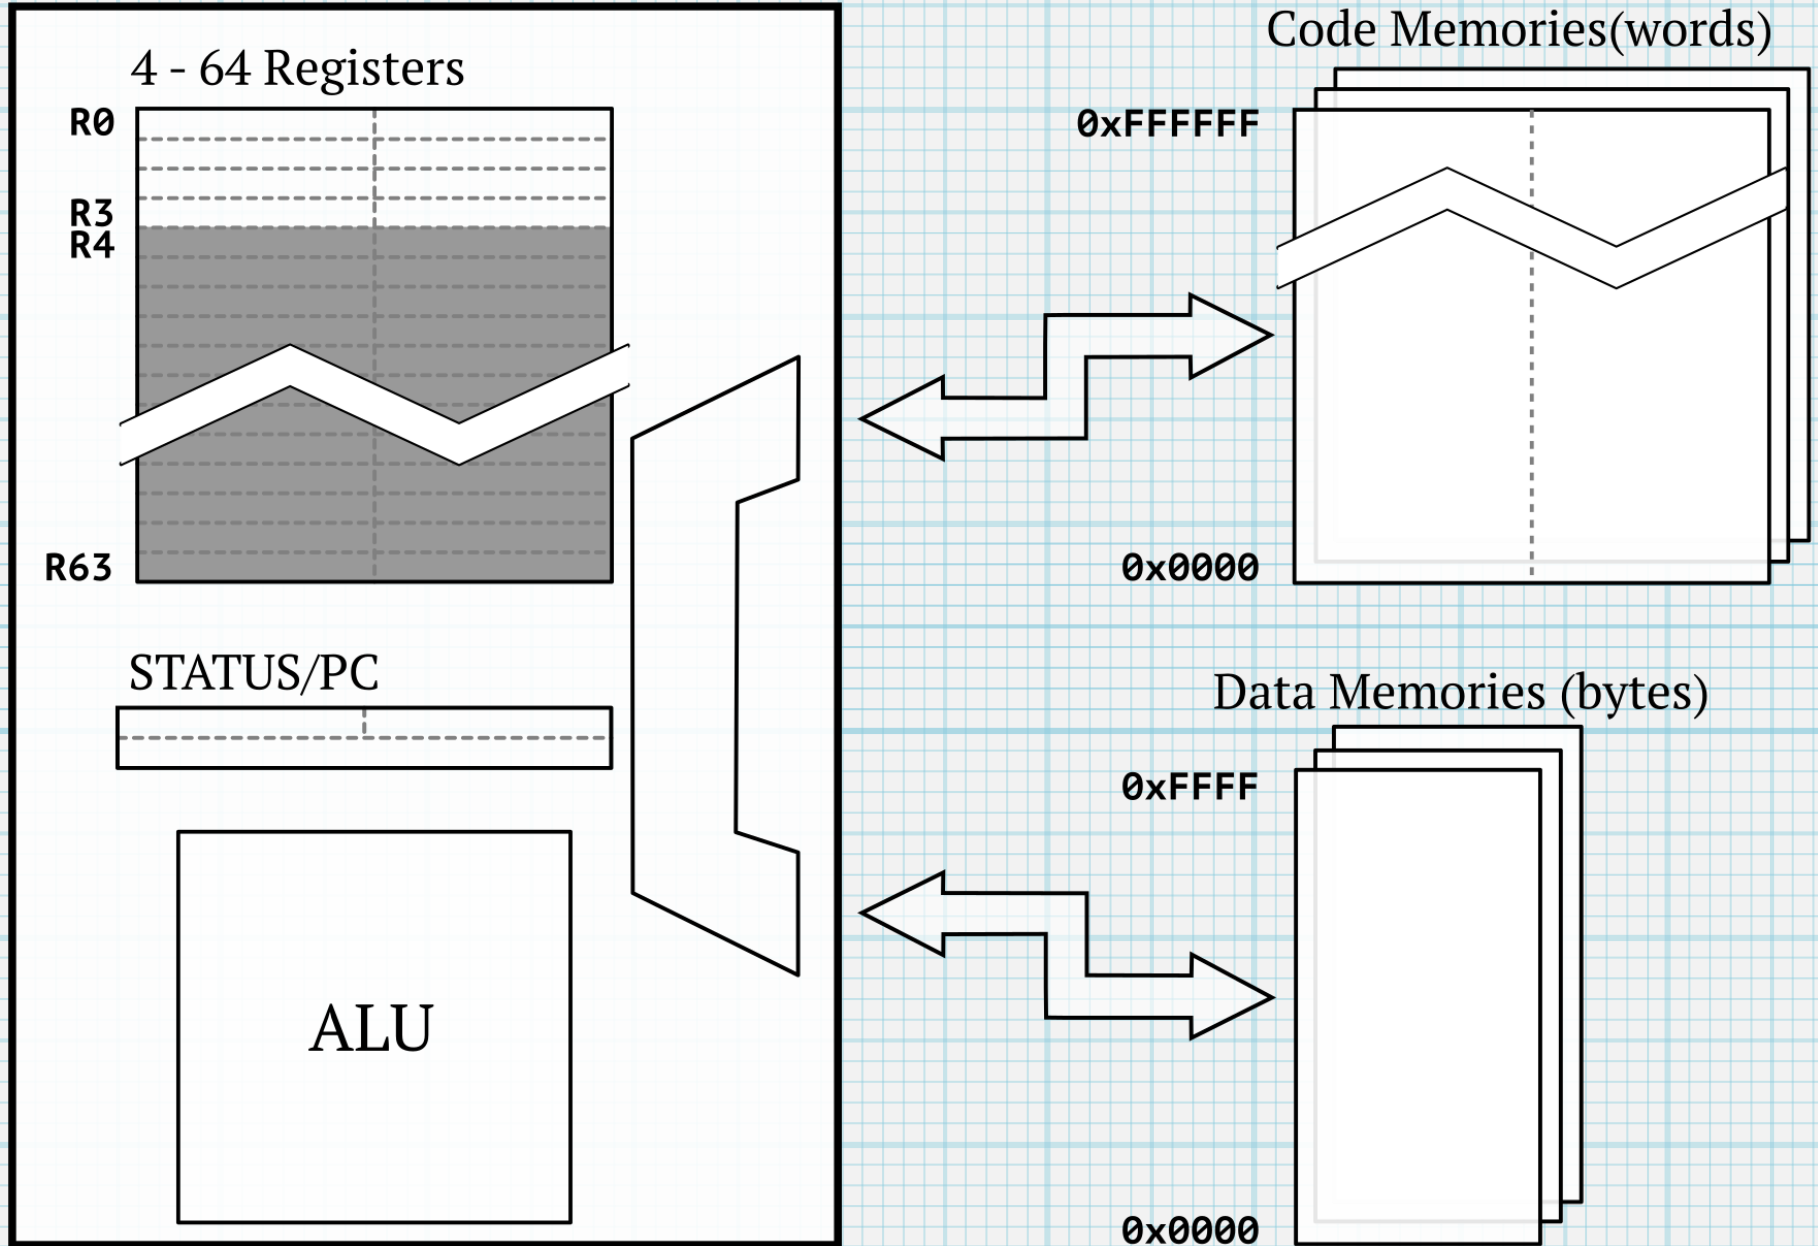 4 - 64 Registers
R0
R3
R4
R63
STATUS/PC
ALU
Code Memories(words)
0xFFFFFF
0x0000
Data Memories (bytes)
0xFFFF
0x0000